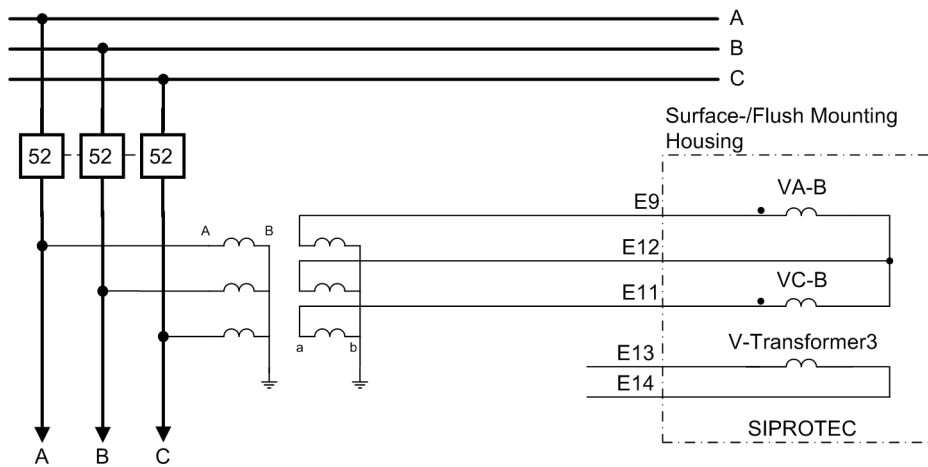 A
B
C
Surface-/Flush Mounting
Housing
52
52
52
VA-B
E9
A
B
E12
VC-B
E11
V-Transformer3
a
b
E13
E14
SIPROTEC
A
B
C